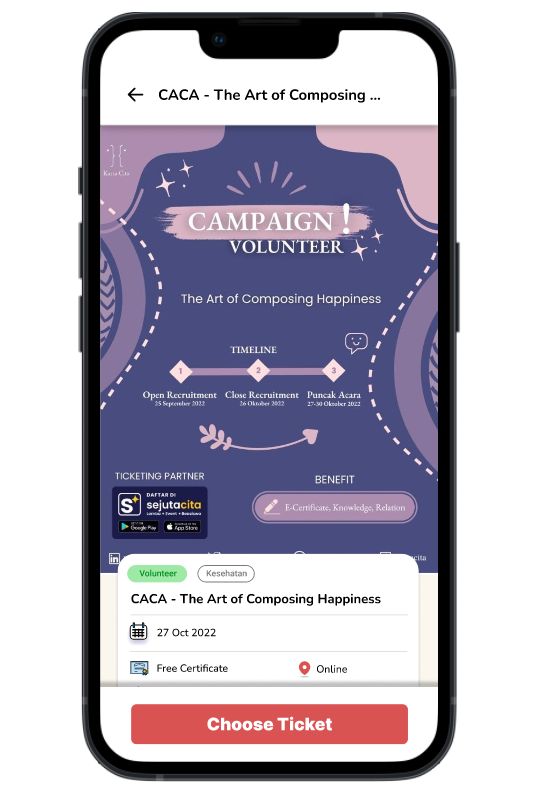 CACA - The Art of Composing ...
Kana Cita
CAMPAIGN!
VOLUNTEER
The Art of Composing Happiness
TIMELINE
1 2 3
Open Recruitment Close Recruitment Puncak Acara
25 September 2022 26 Oktober 2022 27-30 Oktober 2022
TICKETING PARTNER
BENEFIT
DAFTAR DI
S+ sejutacita
Lomba • Event • Beasiswa
Google Play App Store
E-Certificate, Knowledge, Relation
in
Volunteer Kesehatan
CACA - The Art of Composing Happiness
27 Oct 2022
Free Certificate Online
Choose Ticket